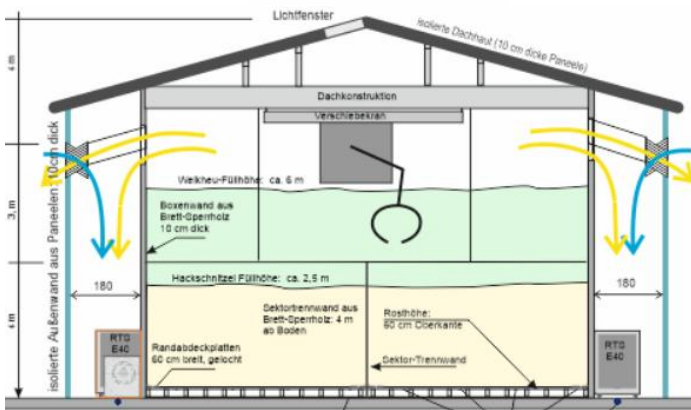 Lichtfenster
isolierte Dachhaut (10 cm dicke Paneele)
4 m
Dachkonstruktion
Verschiebekran
isolierte Außenwand aus Paneelen: 10cm dick
Welkheu-Füllhöhe: ca. 6 m
3, m
Boxenwand aus
Brett-Sperrholz
10 cm dick
Hackschnitzel Füllhöhe: ca. 2,5 m
180
180
Sektortrennwand aus
Brett-Sperrholz: 4 m
ab Boden
Rosthöhe:
60 cm Oberkante
4 m
RTS
E40
RTS
E40
Randabdeckplatten
60 cm breit, gelocht
Sektor-Trennwand